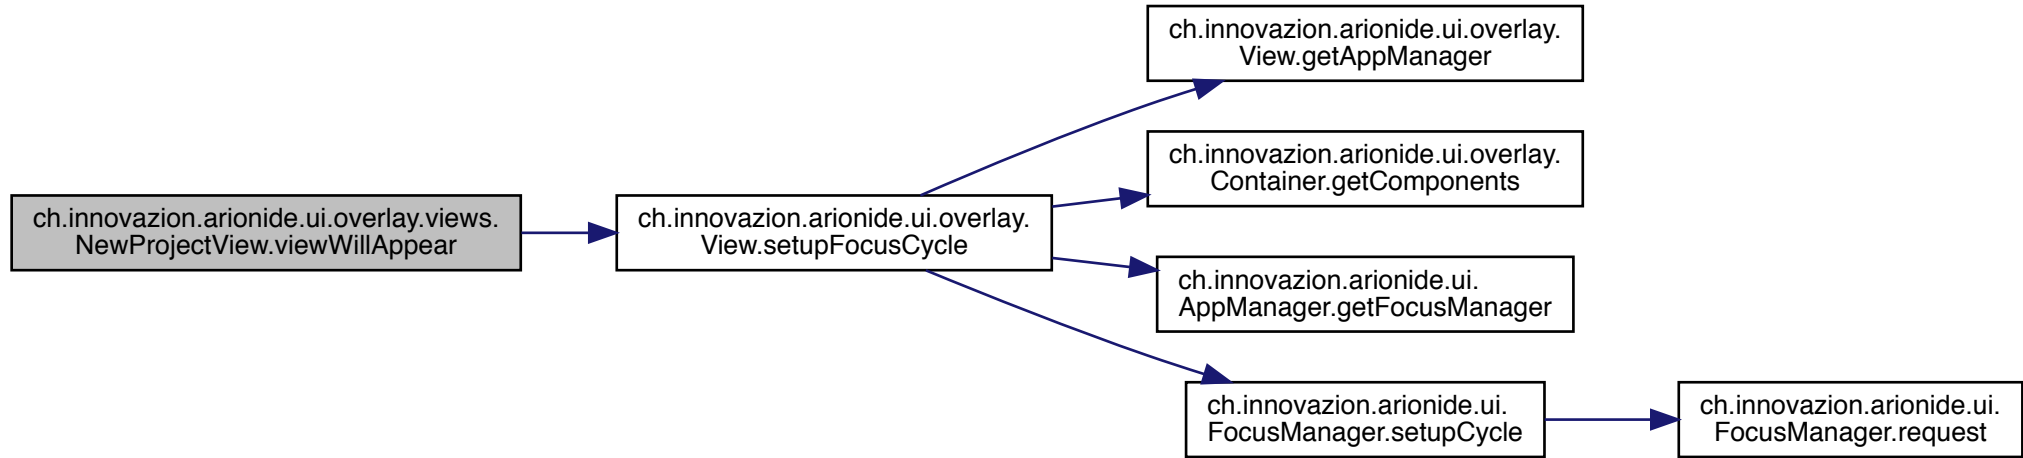 ch.innovazion.arionide.ui.overlay.views.
NewProjectView.viewWillAppear
ch.innovazion.arionide.ui.overlay.
View.setupFocusCycle
ch.innovazion.arionide.ui.overlay.
View.getAppManager
ch.innovazion.arionide.ui.overlay.
Container.getComponents
ch.innovazion.arionide.ui.
AppManager.getFocusManager
ch.innovazion.arionide.ui.
FocusManager.setupCycle
ch.innovazion.arionide.ui.
FocusManager.request